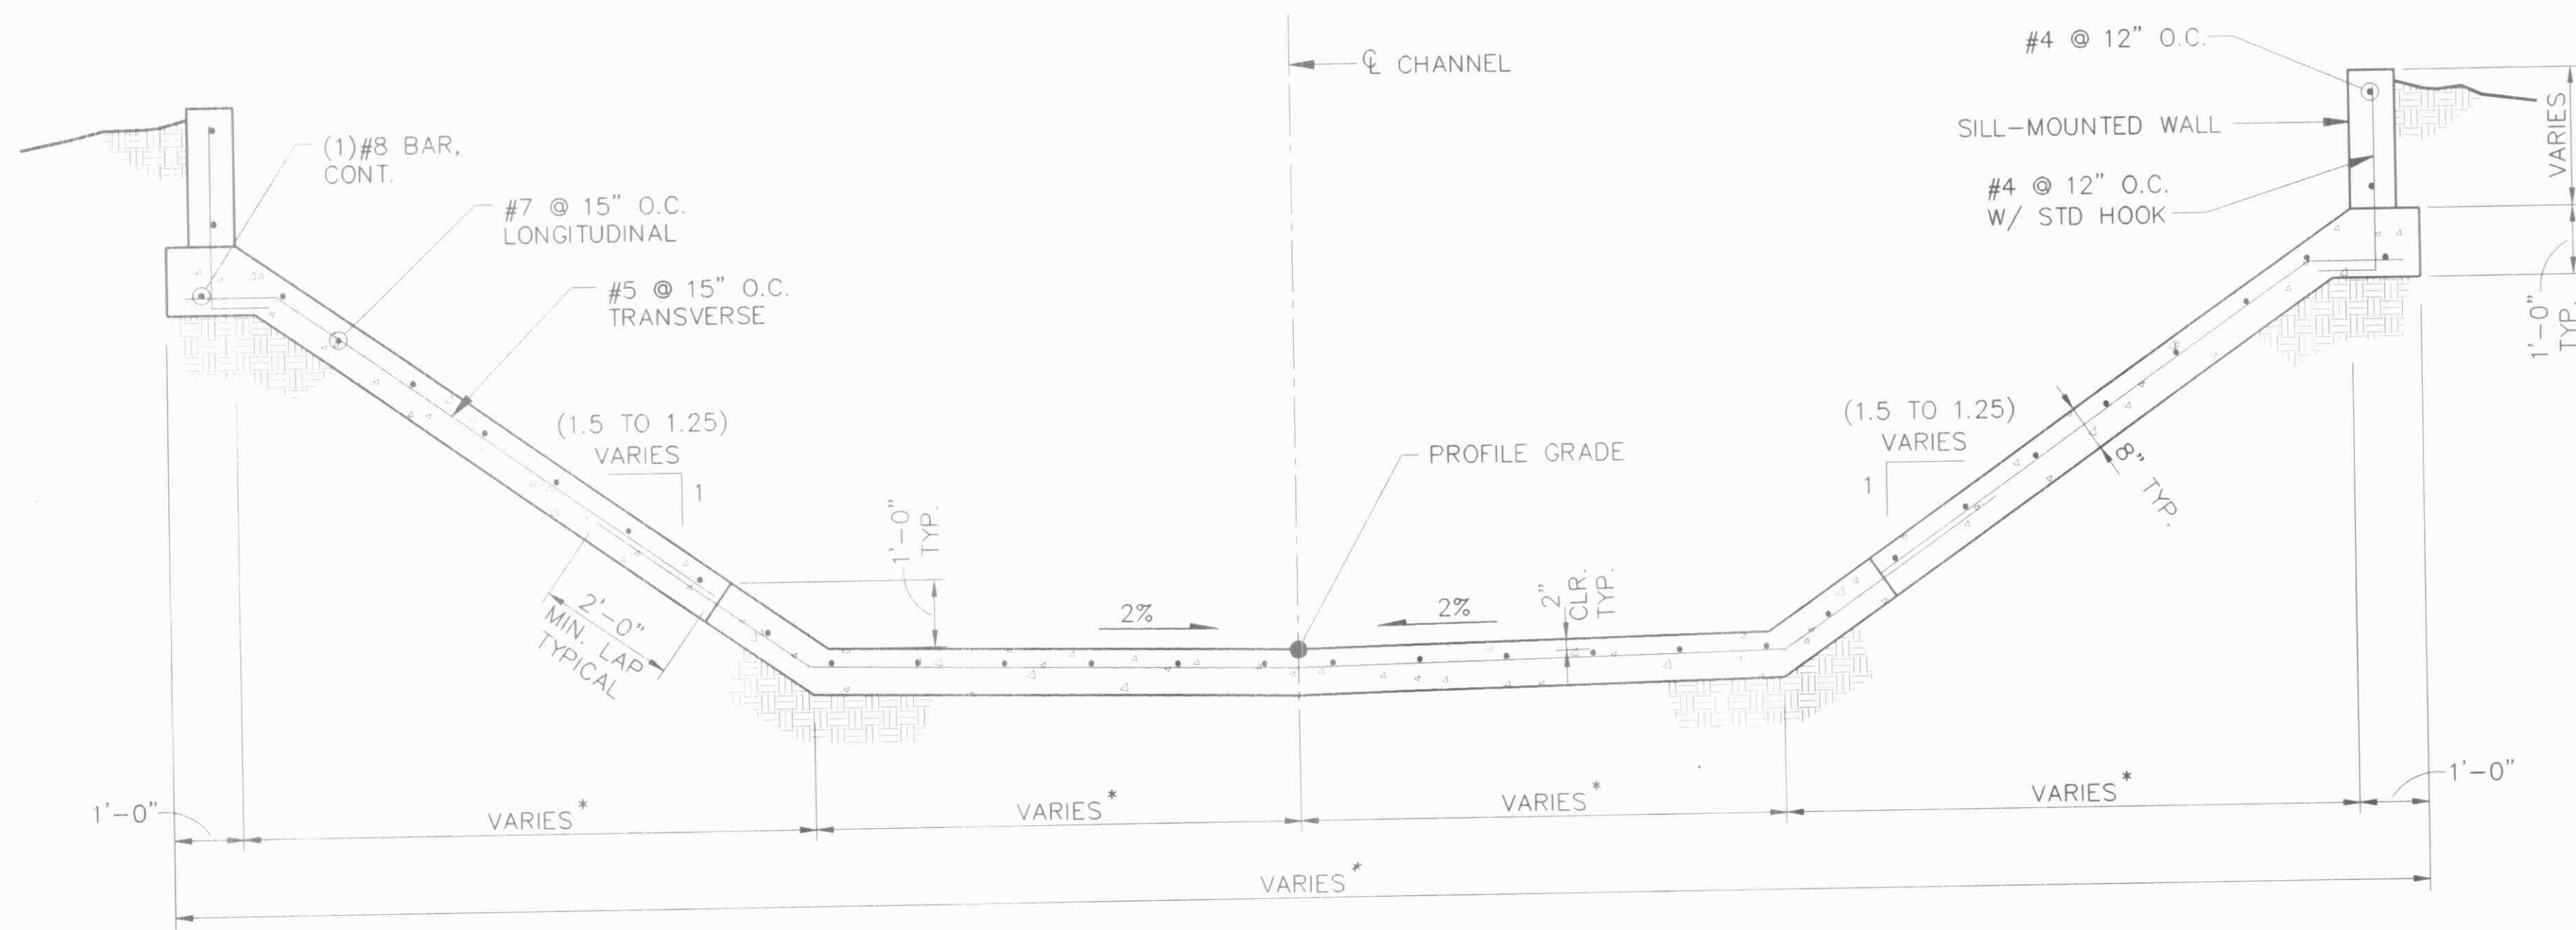 ℄ CHANNEL
#4 @ 12" O.C.
(1)#8 BAR,
CONT.
SILL-MOUNTED WALL
VARIES
#7 @ 15" O.C.
LONGITUDINAL
#4 @ 12" O.C.
W/ STD HOOK
#5 @ 15" O.C.
TRANSVERSE
1'-0"
TYP.
(1.5 TO 1.25)
VARIES
1
(1.5 TO 1.25)
VARIES
1
PROFILE GRADE
8" TYP.
1'-0"
TYP.
2'-0"
MIN. LAP
TYPICAL
2%
2%
2"
CLR.
TYP.
1'-0"
VARIES*
VARIES*
VARIES*
VARIES*
1'-0"
VARIES*